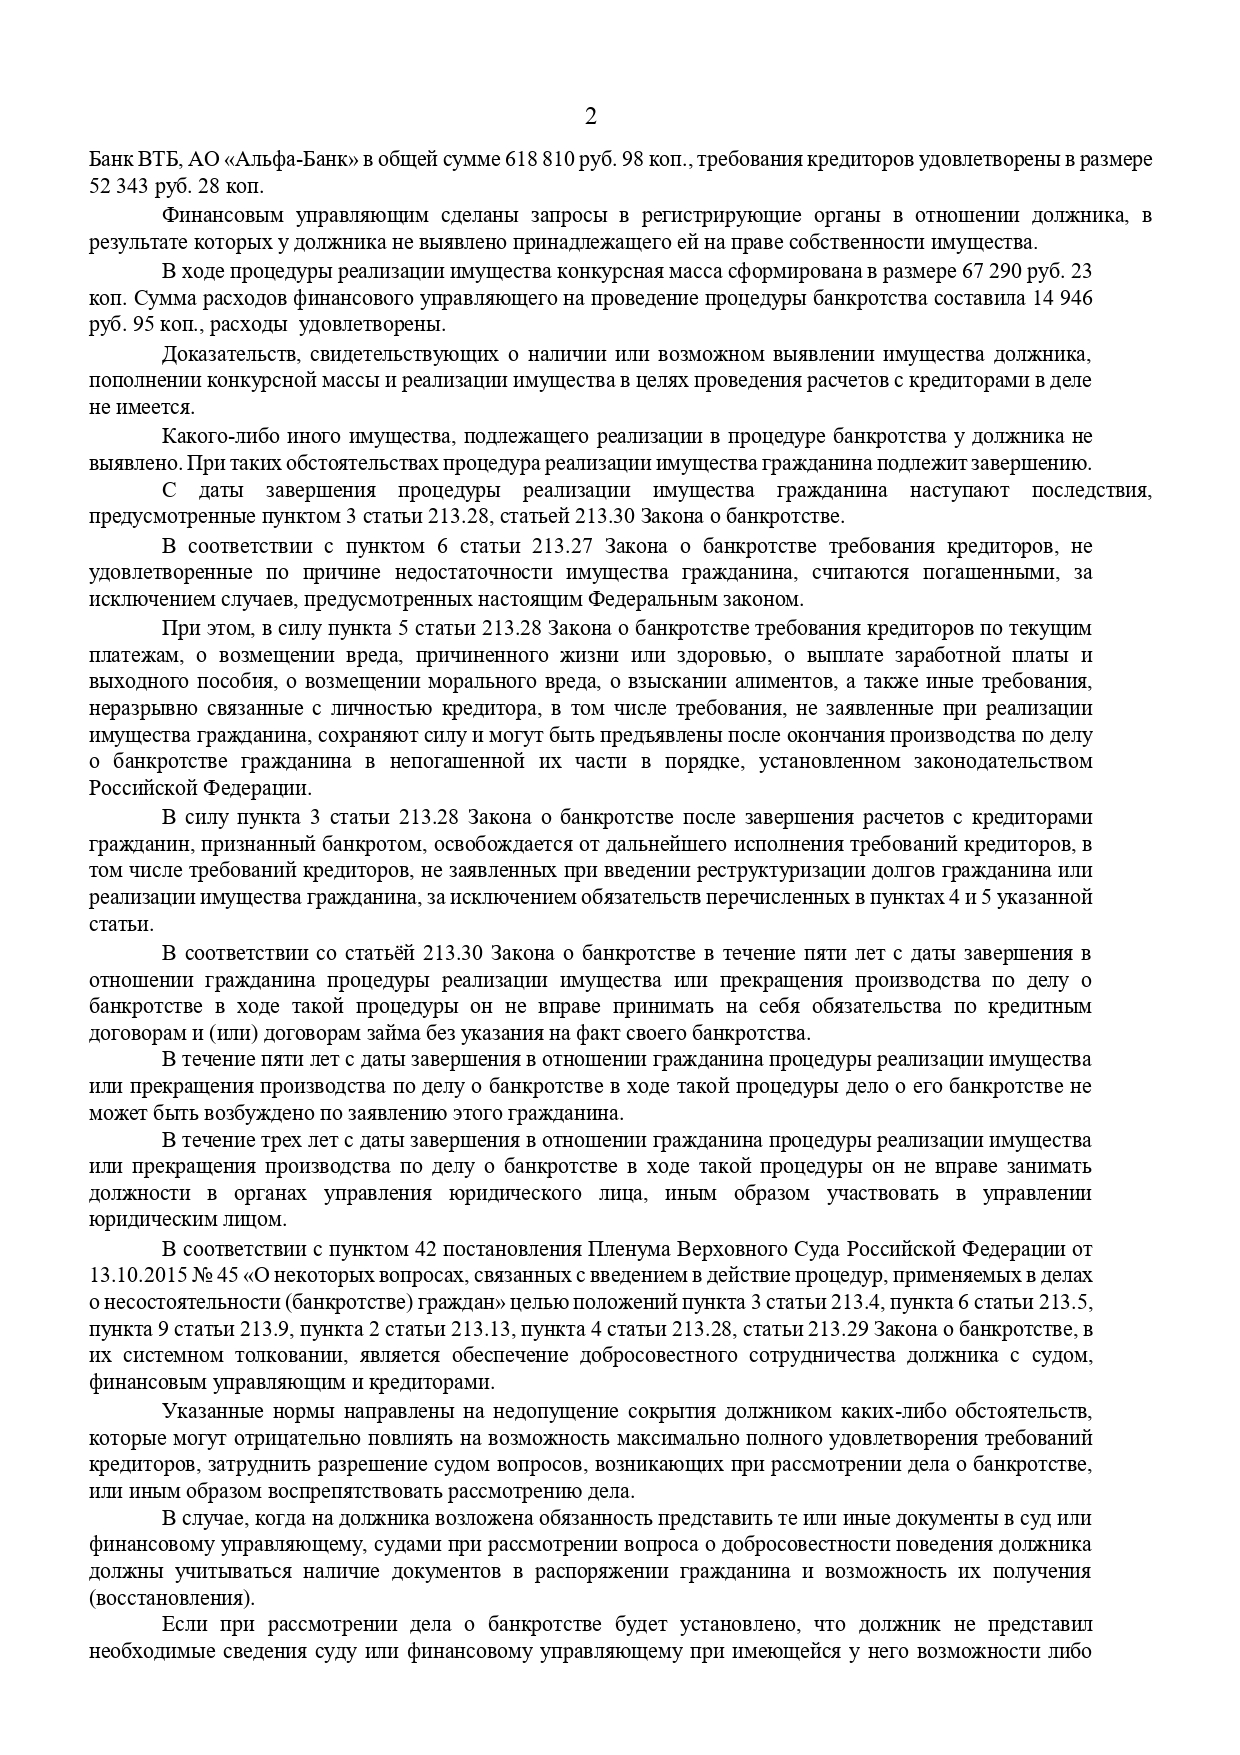 2
Банк ВТБ, АО «Альфа-Банк» в общей сумме 618 810 руб. 98 коп., требования кредиторов удовлетворены в размере
52 343 руб. 28 коп.
Финансовым управляющим сделаны запросы в регистрирующие органы в отношении должника, в
результате которых у должника не выявлено принадлежащего ей на праве собственности имущества.
В ходе процедуры реализации имущества конкурсная масса сформирована в размере 67 290 руб. 23
коп. Сумма расходов финансового управляющего на проведение процедуры банкротства составила 14 946
руб. 95 коп., расходы  удовлетворены.
Доказательств, свидетельствующих о наличии или возможном выявлении имущества должника,
пополнении конкурсной массы и реализации имущества в целях проведения расчетов с кредиторами в деле
не имеется.
Какого-либо иного имущества, подлежащего реализации в процедуре банкротства у должника не
выявлено. При таких обстоятельствах процедура реализации имущества гражданина подлежит завершению.
С даты завершения процедуры реализации имущества гражданина наступают последствия,
предусмотренные пунктом 3 статьи 213.28, статьей 213.30 Закона о банкротстве.
В соответствии с пунктом 6 статьи 213.27 Закона о банкротстве требования кредиторов, не
удовлетворенные по причине недостаточности имущества гражданина, считаются погашенными, за
исключением случаев, предусмотренных настоящим Федеральным законом.
При этом, в силу пункта 5 статьи 213.28 Закона о банкротстве требования кредиторов по текущим
платежам, о возмещении вреда, причиненного жизни или здоровью, о выплате заработной платы и
выходного пособия, о возмещении морального вреда, о взыскании алиментов, а также иные требования,
неразрывно связанные с личностью кредитора, в том числе требования, не заявленные при реализации
имущества гражданина, сохраняют силу и могут быть предъявлены после окончания производства по делу
о банкротстве гражданина в непогашенной их части в порядке, установленном законодательством
Российской Федерации.
В силу пункта 3 статьи 213.28 Закона о банкротстве после завершения расчетов с кредиторами
гражданин, признанный банкротом, освобождается от дальнейшего исполнения требований кредиторов, в
том числе требований кредиторов, не заявленных при введении реструктуризации долгов гражданина или
реализации имущества гражданина, за исключением обязательств перечисленных в пунктах 4 и 5 указанной
статьи.
В соответствии со статьёй 213.30 Закона о банкротстве в течение пяти лет с даты завершения в
отношении гражданина процедуры реализации имущества или прекращения производства по делу о
банкротстве в ходе такой процедуры он не вправе принимать на себя обязательства по кредитным
договорам и (или) договорам займа без указания на факт своего банкротства.
В течение пяти лет с даты завершения в отношении гражданина процедуры реализации имущества
или прекращения производства по делу о банкротстве в ходе такой процедуры дело о его банкротстве не
может быть возбуждено по заявлению этого гражданина.
В течение трех лет с даты завершения в отношении гражданина процедуры реализации имущества
или прекращения производства по делу о банкротстве в ходе такой процедуры он не вправе занимать
должности в органах управления юридического лица, иным образом участвовать в управлении
юридическим лицом.
В соответствии с пунктом 42 постановления Пленума Верховного Суда Российской Федерации от
13.10.2015 № 45 «О некоторых вопросах, связанных с введением в действие процедур, применяемых в делах
о несостоятельности (банкротстве) граждан» целью положений пункта 3 статьи 213.4, пункта 6 статьи 213.5,
пункта 9 статьи 213.9, пункта 2 статьи 213.13, пункта 4 статьи 213.28, статьи 213.29 Закона о банкротстве, в
их системном толковании, является обеспечение добросовестного сотрудничества должника с судом,
финансовым управляющим и кредиторами.
Указанные нормы направлены на недопущение сокрытия должником каких-либо обстоятельств,
которые могут отрицательно повлиять на возможность максимально полного удовлетворения требований
кредиторов, затруднить разрешение судом вопросов, возникающих при рассмотрении дела о банкротстве,
или иным образом воспрепятствовать рассмотрению дела.
В случае, когда на должника возложена обязанность представить те или иные документы в суд или
финансовому управляющему, судами при рассмотрении вопроса о добросовестности поведения должника
должны учитываться наличие документов в распоряжении гражданина и возможность их получения
(восстановления).
Если при рассмотрении дела о банкротстве будет установлено, что должник не представил
необходимые сведения суду или финансовому управляющему при имеющейся у него возможности либо